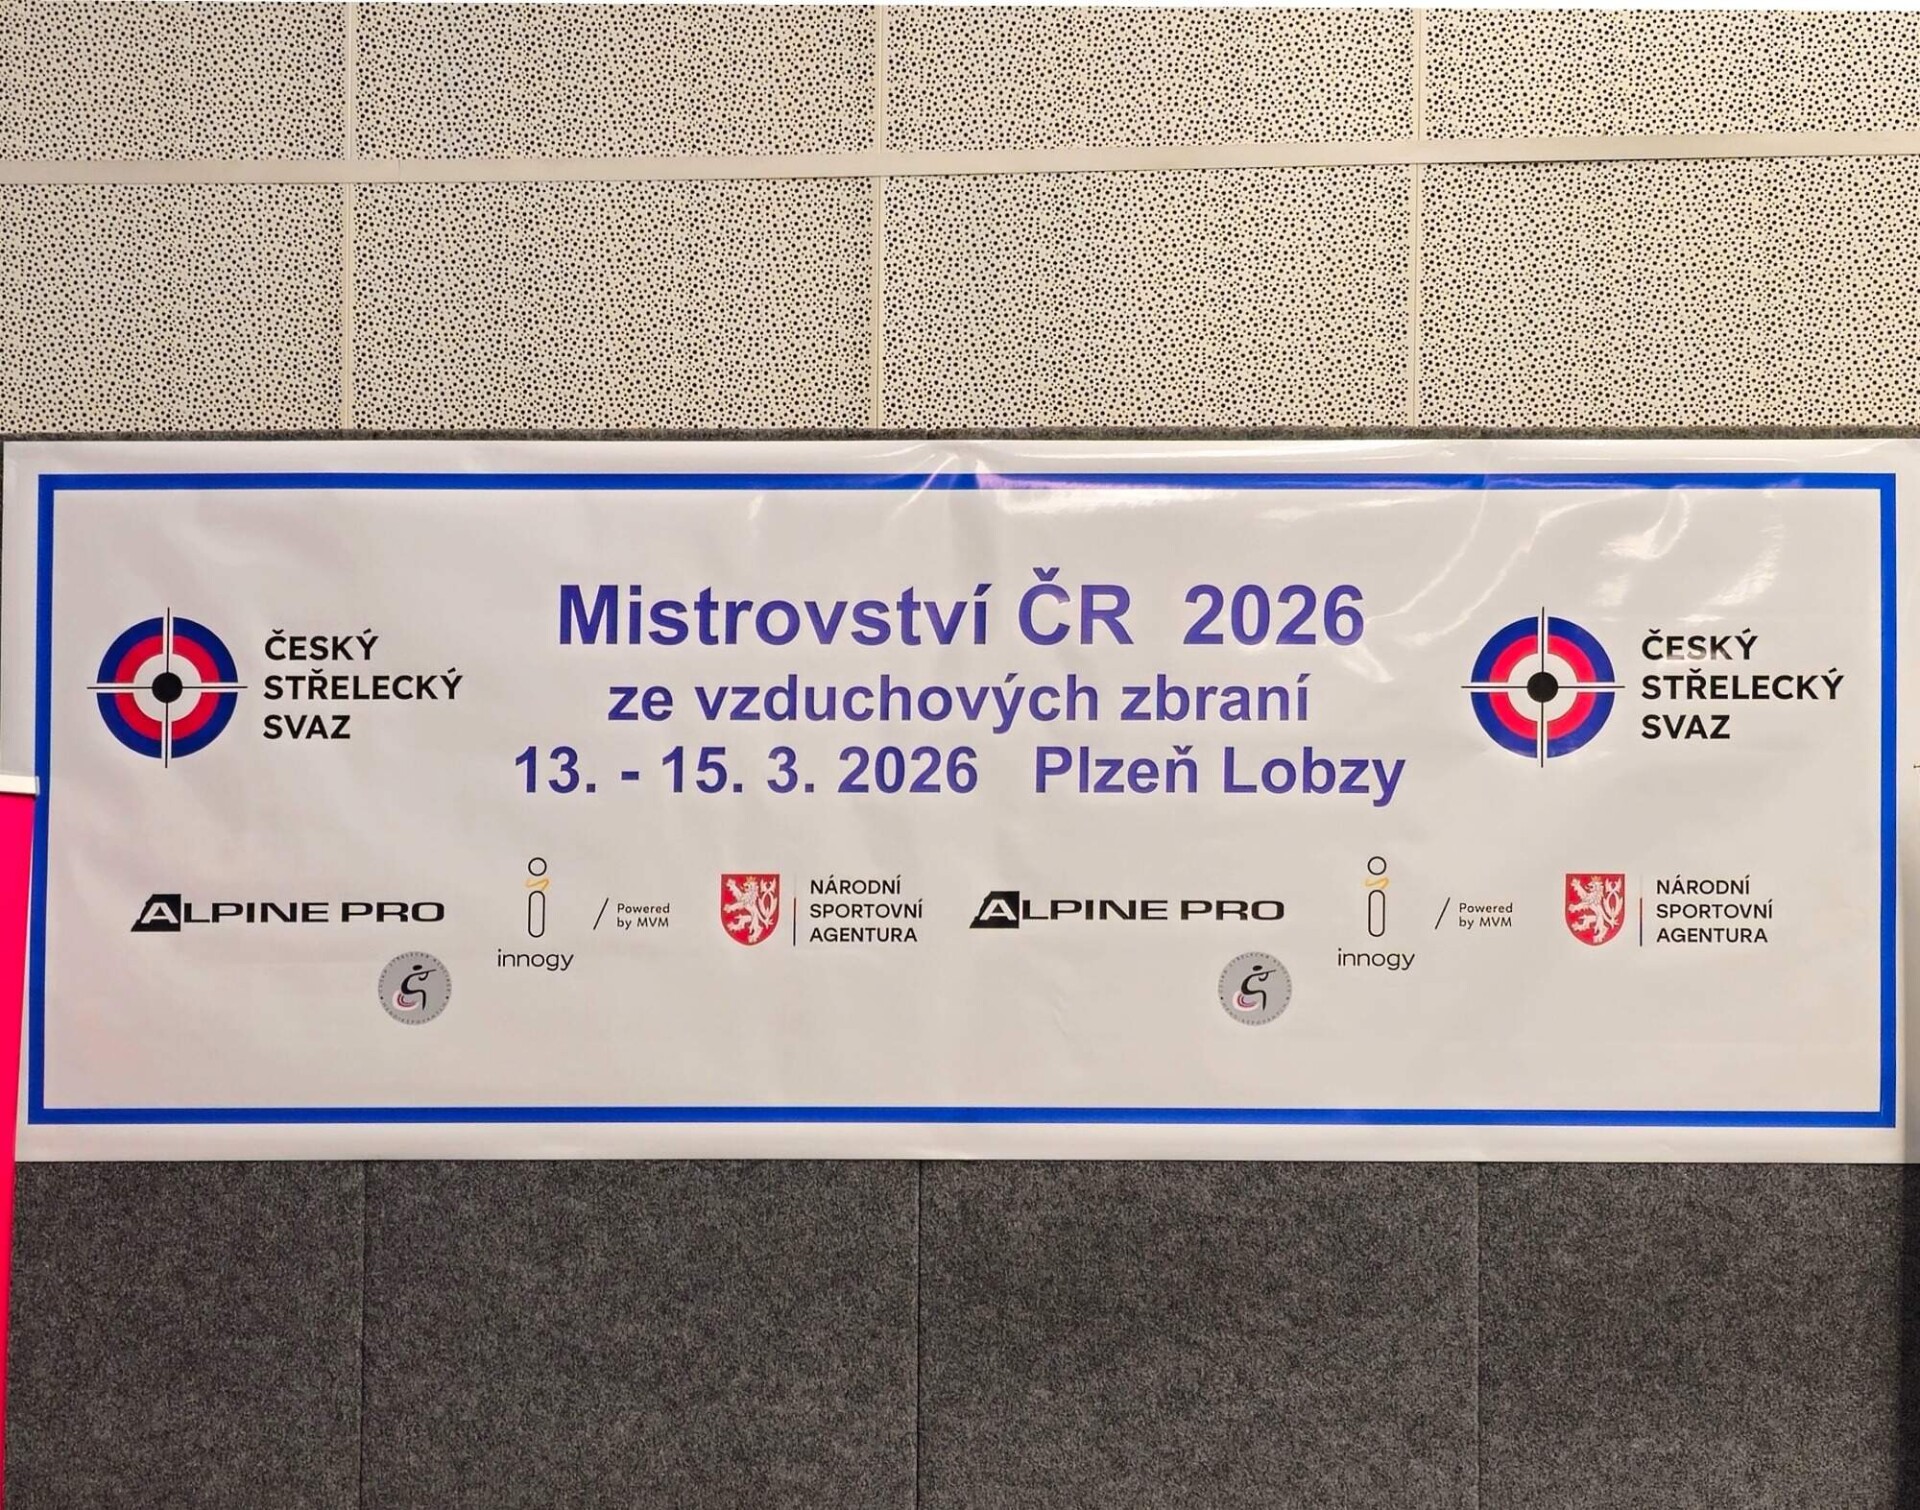 Mistrovství ČR 2026
ze vzduchových zbraní
13. - 15. 3. 2026 Plzeň Lobzy
ČESKÝ
STŘELECKÝ
SVAZ
ČESKÝ
STŘELECKÝ
SVAZ
ALPINE PRO
innogy
Powered
by MVM
NÁRODNÍ
SPORTOVNÍ
AGENTURA
ALPINE PRO
innogy
Powered
by MVM
NÁRODNÍ
SPORTOVNÍ
AGENTURA